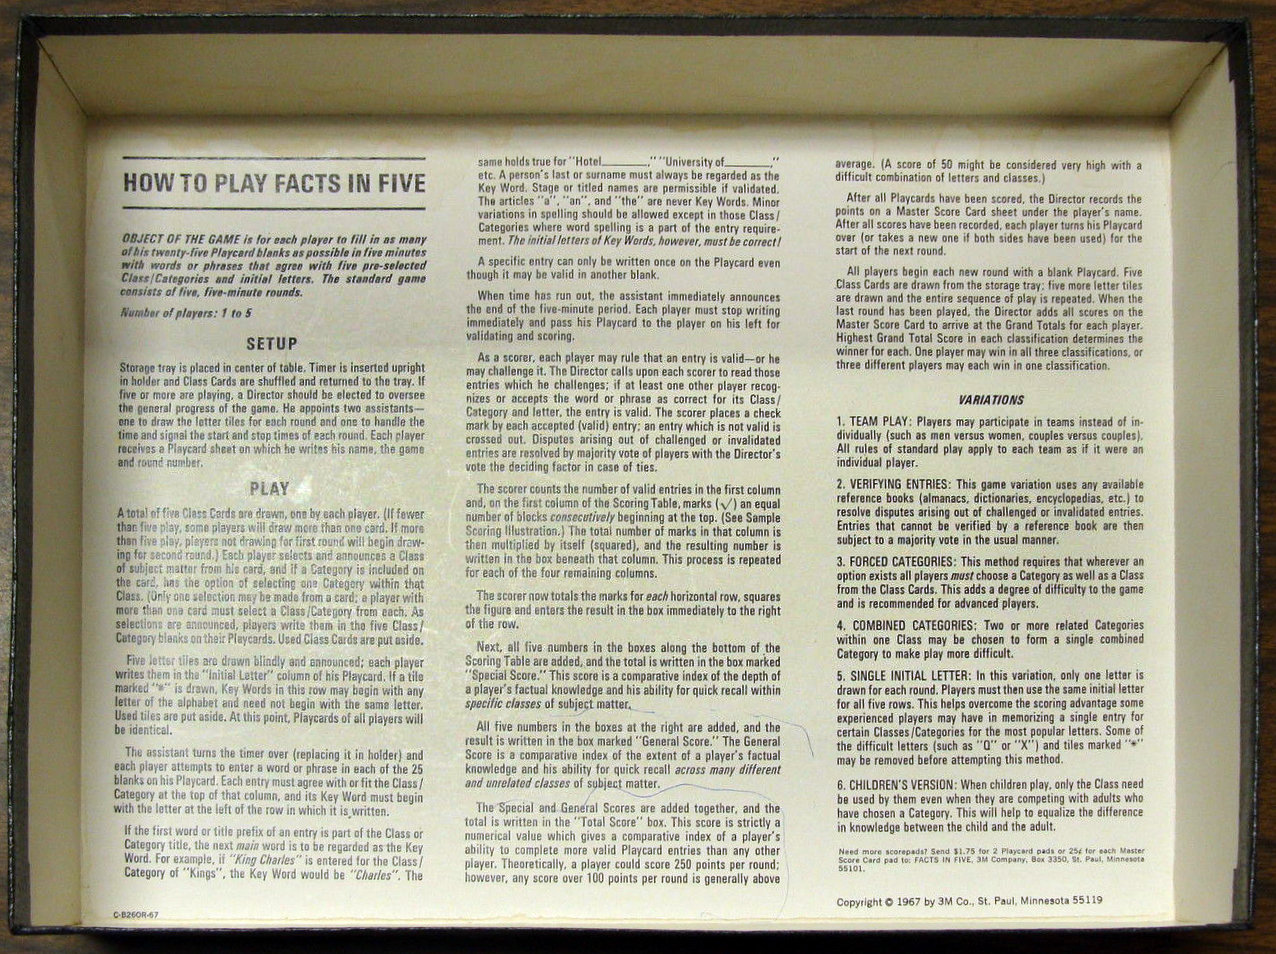 HOW TO PLAY FACTS IN FIVE
OBJECT OF THE GAME is for each player to fill in as many
of his twenty-five Playcard blanks as possible in five minutes
with words or phrases that agree with five pre-selected
Class/Categories and initial letters. The standard game
consists of five, five-minute rounds.
Number of players: 1 to 5
SETUP
Storage tray is placed in center of table. Timer is inserted upright
in holder and Class Cards are shuffled and returned to the tray. If
five or more are playing, a Director should be elected to oversee
the general progress of the game. He appoints two assistants—
one to draw the letter tiles for each round and one to handle the
time and signal the start and stop times of each round. Each player
receives a Playcard sheet on which he writes his name, the game
and round number.
PLAY
A total of five Class Cards are drawn, one by each player. (If fewer
than five play, some players will draw more than one card. If more
than five play, players not drawing for first round will begin draw-
ing for second round.) Each player selects and announces a Class
of subject matter from his card, and if a Category is included on
the card, has the option of selecting one Category within that
Class. (Only one selection may be made from a card; a player with
more than one card must select a Class/Category from each. As
selections are announced, players write them in the five Class/
Category blanks on their Playcards. Used Class Cards are put aside.
Five letter tiles are drawn blindly and announced; each player
writes them in the "Initial Letter" column of his Playcard. If a tile
marked "*" is drawn, Key Words in this row may begin with any
letter of the alphabet and need not begin with the same letter.
Used tiles are put aside. At this point, Playcards of all players will
be identical.
The assistant turns the timer over (replacing it in holder) and
each player attempts to enter a word or phrase in each of the 25
blanks on his Playcard. Each entry must agree with or fit the Class/
Category at the top of that column, and its Key Word must begin
with the letter at the left of the row in which it is written.
If the first word or title prefix of an entry is part of the Class or
Category title, the next main word is to be regarded as the Key
Word. For example, if "King Charles" is entered for the Class/
Category of "Kings", the Key Word would be "Charles". The
C-B260R-67
same holds true for "Hotel________," "University of________,"
etc. A person's last or surname must always be regarded as the
Key Word. Stage or titled names are permissible if validated.
The articles "a", "an", and "the" are never Key Words. Minor
variations in spelling should be allowed except in those Class/
Categories where word spelling is a part of the entry require-
ment. The initial letters of Key Words, however, must be correct!
A specific entry can only be written once on the Playcard even
though it may be valid in another blank.
When time has run out, the assistant immediately announces
the end of the five-minute period. Each player must stop writing
immediately and pass his Playcard to the player on his left for
validating and scoring.
As a scorer, each player may rule that an entry is valid—or he
may challenge it. The Director calls upon each scorer to read those
entries which he challenges; if at least one other player recog-
nizes or accepts the word or phrase as correct for its Class/
Category and letter, the entry is valid. The scorer places a check
mark by each accepted (valid) entry; an entry which is not valid is
crossed out. Disputes arising out of challenged or invalidated
entries are resolved by majority vote of players with the Director's
vote the deciding factor in case of ties.
The scorer counts the number of valid entries in the first column
and, on the first column of the Scoring Table, marks (✓) an equal
number of blocks consecutively beginning at the top. (See Sample
Scoring Illustration.) The total number of marks in that column is
then multiplied by itself (squared), and the resulting number is
written in the box beneath that column. This process is repeated
for each of the four remaining columns.
The scorer now totals the marks for each horizontal row, squares
the figure and enters the result in the box immediately to the right
of the row.
Next, all five numbers in the boxes along the bottom of the
Scoring Table are added, and the total is written in the box marked
"Special Score." This score is a comparative index of the depth of
a player's factual knowledge and his ability for quick recall within
specific classes of subject matter.
All five numbers in the boxes at the right are added, and the
result is written in the box marked "General Score." The General
Score is a comparative index of the extent of a player's factual
knowledge and his ability for quick recall across many different
and unrelated classes of subject matter.
The Special and General Scores are added together, and the
total is written in the "Total Score" box. This score is strictly a
numerical value which gives a comparative index of a player's
ability to complete more valid Playcard entries than any other
player. Theoretically, a player could score 250 points per round;
however, any score over 100 points per round is generally above
average. (A score of 50 might be considered very high with a
difficult combination of letters and classes.)
After all Playcards have been scored, the Director records the
points on a Master Score Card sheet under the player's name.
After all scores have been recorded, each player turns his Playcard
over (or takes a new one if both sides have been used) for the
start of the next round.
All players begin each new round with a blank Playcard. Five
Class Cards are drawn from the storage tray; five more letter tiles
are drawn and the entire sequence of play is repeated. When the
last round has been played, the Director adds all scores on the
Master Score Card to arrive at the Grand Totals for each player.
Highest Grand Total Score in each classification determines the
winner for each. One player may win in all three classifications, or
three different players may each win in one classification.
VARIATIONS
1. TEAM PLAY: Players may participate in teams instead of in-
dividually (such as men versus women, couples versus couples).
All rules of standard play apply to each team as if it were an
individual player.
2. VERIFYING ENTRIES: This game variation uses any available
reference books (almanacs, dictionaries, encyclopedias, etc.) to
resolve disputes arising out of challenged or invalidated entries.
Entries that cannot be verified by a reference book are then
subject to a majority vote in the usual manner.
3. FORCED CATEGORIES: This method requires that wherever an
option exists all players must choose a Category as well as a Class
from the Class Cards. This adds a degree of difficulty to the game
and is recommended for advanced players.
4. COMBINED CATEGORIES: Two or more related Categories
within one Class may be chosen to form a single combined
Category to make play more difficult.
5. SINGLE INITIAL LETTER: In this variation, only one letter is
drawn for each round. Players must then use the same initial letter
for all five rows. This helps overcome the scoring advantage some
experienced players may have in memorizing a single entry for
certain Classes/Categories for the most popular letters. Some of
the difficult letters (such as "Q" or "X") and tiles marked "*"
may be removed before attempting this method.
6. CHILDREN'S VERSION: When children play, only the Class need
be used by them even when they are competing with adults who
have chosen a Category. This will help to equalize the difference
in knowledge between the child and the adult.
Need more scorepads? Send $1.75 for 2 Playcard pads or 25¢ for each Master
Score Card pad to: FACTS IN FIVE, 3M Company, Box 3350, St. Paul, Minnesota
55101.
Copyright © 1967 by 3M Co., St. Paul, Minnesota 55119